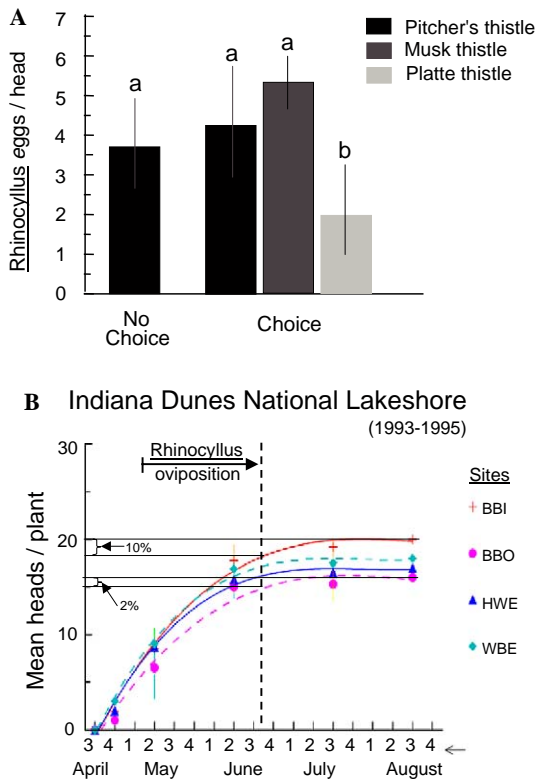 A
7
6
5
4
3
2
1
0
Rhinocyllus eggs / head
a
a
a
b
Pitcher's thistle
Musk thistle
Platte thistle
No
Choice
Choice
B Indiana Dunes National Lakeshore
(1993-1995)
30
20
10
0
Mean heads / plant
Rhinocyllus
oviposition
10%
2%
Sites
BBI
BBO
HWE
WBE
3 4 1 2 3 4 1 2 3 4 1 2 3 4 1 2 3 4
April May June July August